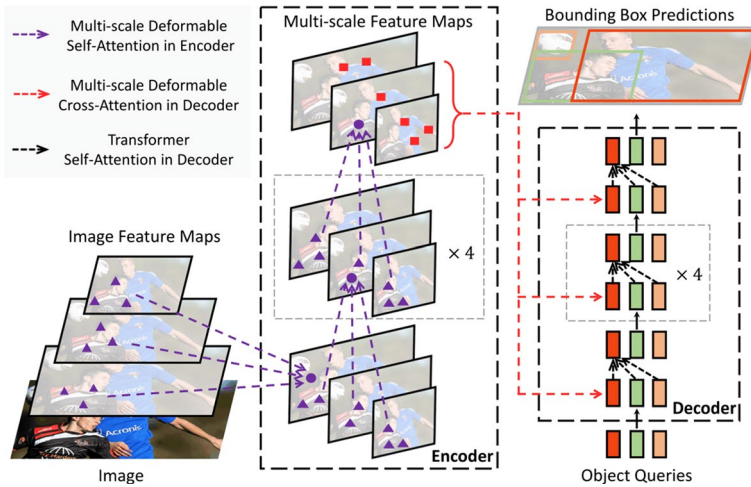 Multi-scale Deformable
Self-Attention in Encoder
Multi-scale Deformable
Cross-Attention in Decoder
Transformer
Self-Attention in Decoder
Multi-scale Feature Maps
Bounding Box Predictions
Acronis
Image Feature Maps
× 4
× 4
Acronis
Encoder
Decoder
Image
Object Queries